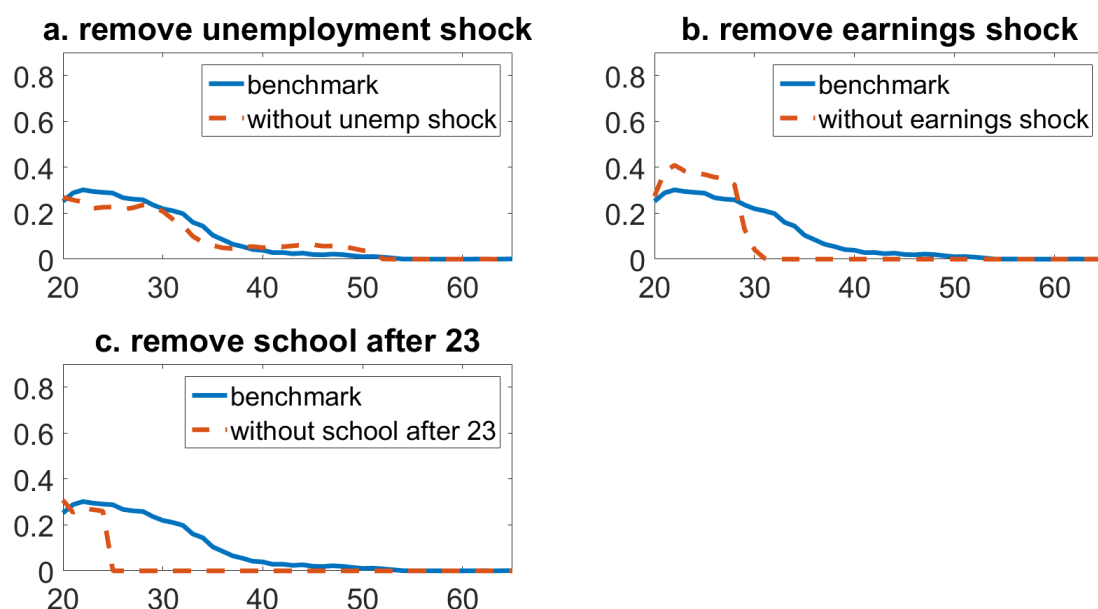 a. remove unemployment shock
0.8
0.6
0.4
0.2
0
benchmark
without unemp shock
20 30 40 50 60
b. remove earnings shock
0.8
0.6
0.4
0.2
0
benchmark
without earnings shock
20 30 40 50 60
c. remove school after 23
0.8
0.6
0.4
0.2
0
benchmark
without school after 23
20 30 40 50 60